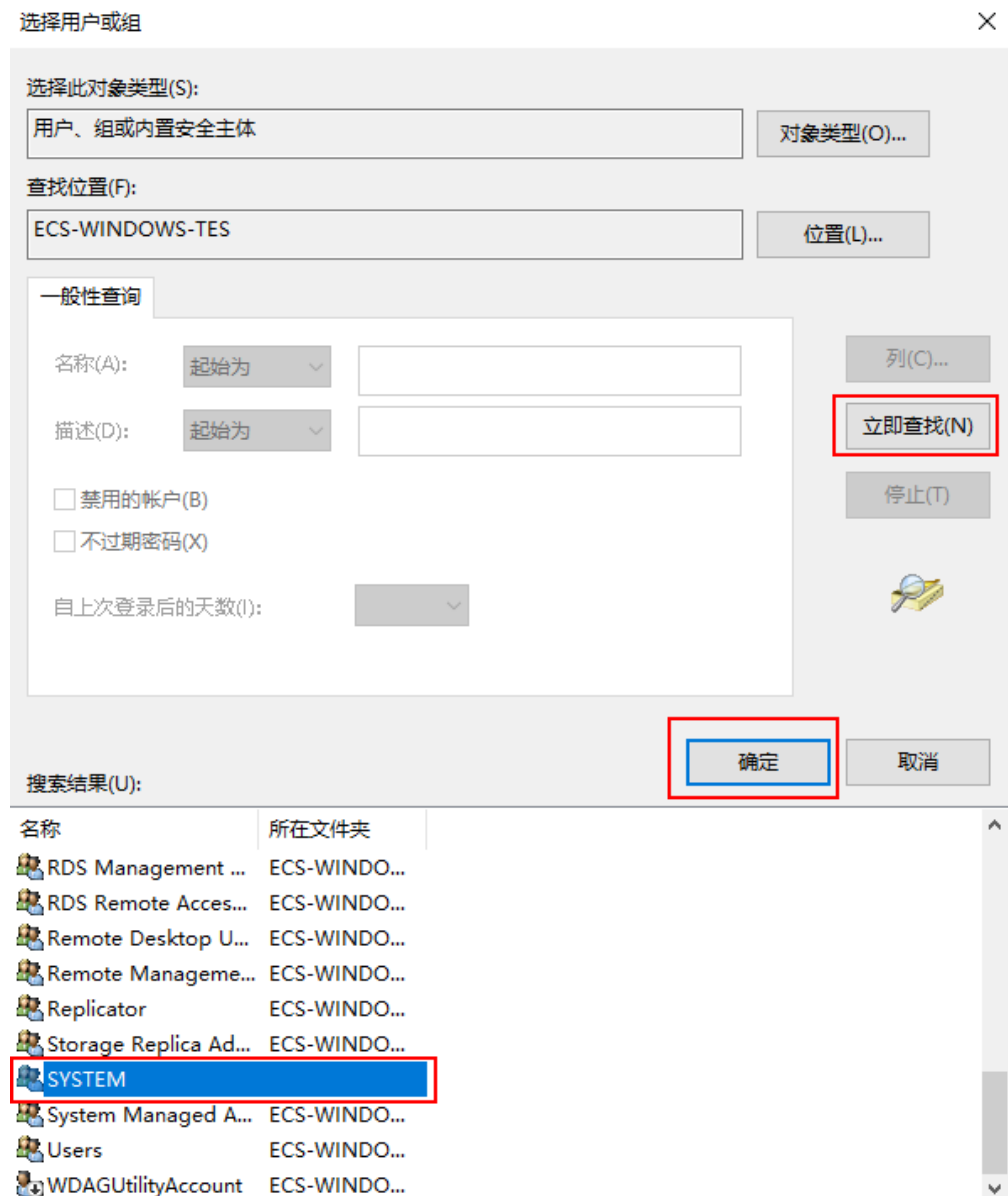 选择用户或组
选择此对象类型(S):
用户、组或内置安全主体
对象类型(O)...
查找位置(F):
ECS-WINDOWS-TES
位置(L)...
一般性查询
名称(A): 起始为
列(C)...
描述(D): 起始为
立即查找(N)
禁用的帐户(B)
停止(T)
不过期密码(X)
自上次登录后的天数(I):
确定 取消
搜索结果(U):
名称 所在文件夹
RDS Management ... ECS-WINDO...
RDS Remote Acces... ECS-WINDO...
Remote Desktop U... ECS-WINDO...
Remote Manageme... ECS-WINDO...
Replicator ECS-WINDO...
Storage Replica Ad... ECS-WINDO...
SYSTEM
System Managed A... ECS-WINDO...
Users ECS-WINDO...
WDAGUtilityAccount ECS-WINDO...